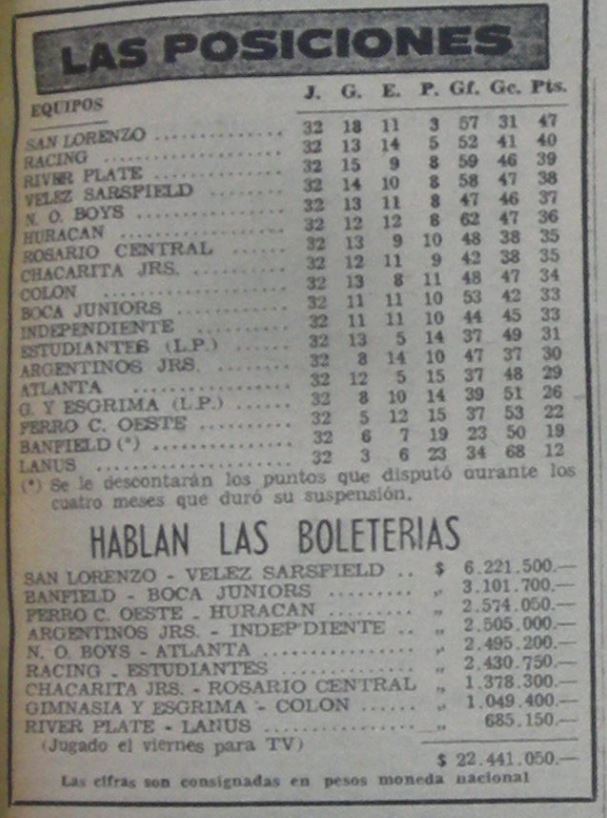 LAS POSICIONES
EQUIPOS J. G. E. P. Gf. Gc. Pts.
SAN LORENZO .............. 32 18 11 3 57 31 47
RACING .................. 32 13 14 5 52 41 40
RIVER PLATE .............. 32 15 9 8 59 46 39
VELEZ SARSFIELD .......... 32 14 10 8 58 47 38
N. O. BOYS ................ 32 13 11 8 47 46 37
HURACAN .................. 32 12 12 8 62 47 36
ROSARIO CENTRAL ........ 32 13 9 10 48 38 35
CHACARITA JRS. .......... 32 12 11 9 42 38 35
COLON .................. 32 13 8 11 48 47 34
BOCA JUNIORS ............ 32 11 11 10 53 42 33
INDEPENDIENTE .......... 32 11 11 10 44 45 33
ESTUDIANTES (L.P.) ...... 32 13 5 14 37 49 31
ARGENTINOS JRS. ........ 32 8 14 10 47 37 30
ATLANTA ................ 32 12 5 15 37 48 29
G. Y ESGRIMA (L.P.) ...... 32 8 10 14 39 51 26
FERRO C. OESTE .......... 32 5 12 15 37 53 22
BANFIELD (*) .............. 32 6 7 19 23 50 19
LANUS .................... 32 3 6 23 34 68 12
(*) Se le descontarán los puntos que disputó durante los
cuatro meses que duró su suspensión.
HABLAN LAS BOLETERIAS
SAN LORENZO - VELEZ SARSFIELD .. $ 6.221.500.—
BANFIELD - BOCA JUNIORS ......... „ 3.101.700.—
FERRO C. OESTE - HURACAN ........ „ 2.574.050.—
ARGENTINOS JRS. - INDEP'DIENTE .. „ 2.505.000.—
N. O. BOYS - ATLANTA ............... „ 2.495.200.—
RACING - ESTUDIANTES ............. „ 2.430.750.—
CHACARITA JRS. - ROSARIO CENTRAL „ 1.378.300.—
GIMNASIA Y ESGRIMA - COLON ...... „ 1.049.400.—
RIVER PLATE - LANUS ............... „ 685.150.—
(Jugado el viernes para TV)
$ 22.441.050.—
Las cifras son consignadas en pesos moneda nacional